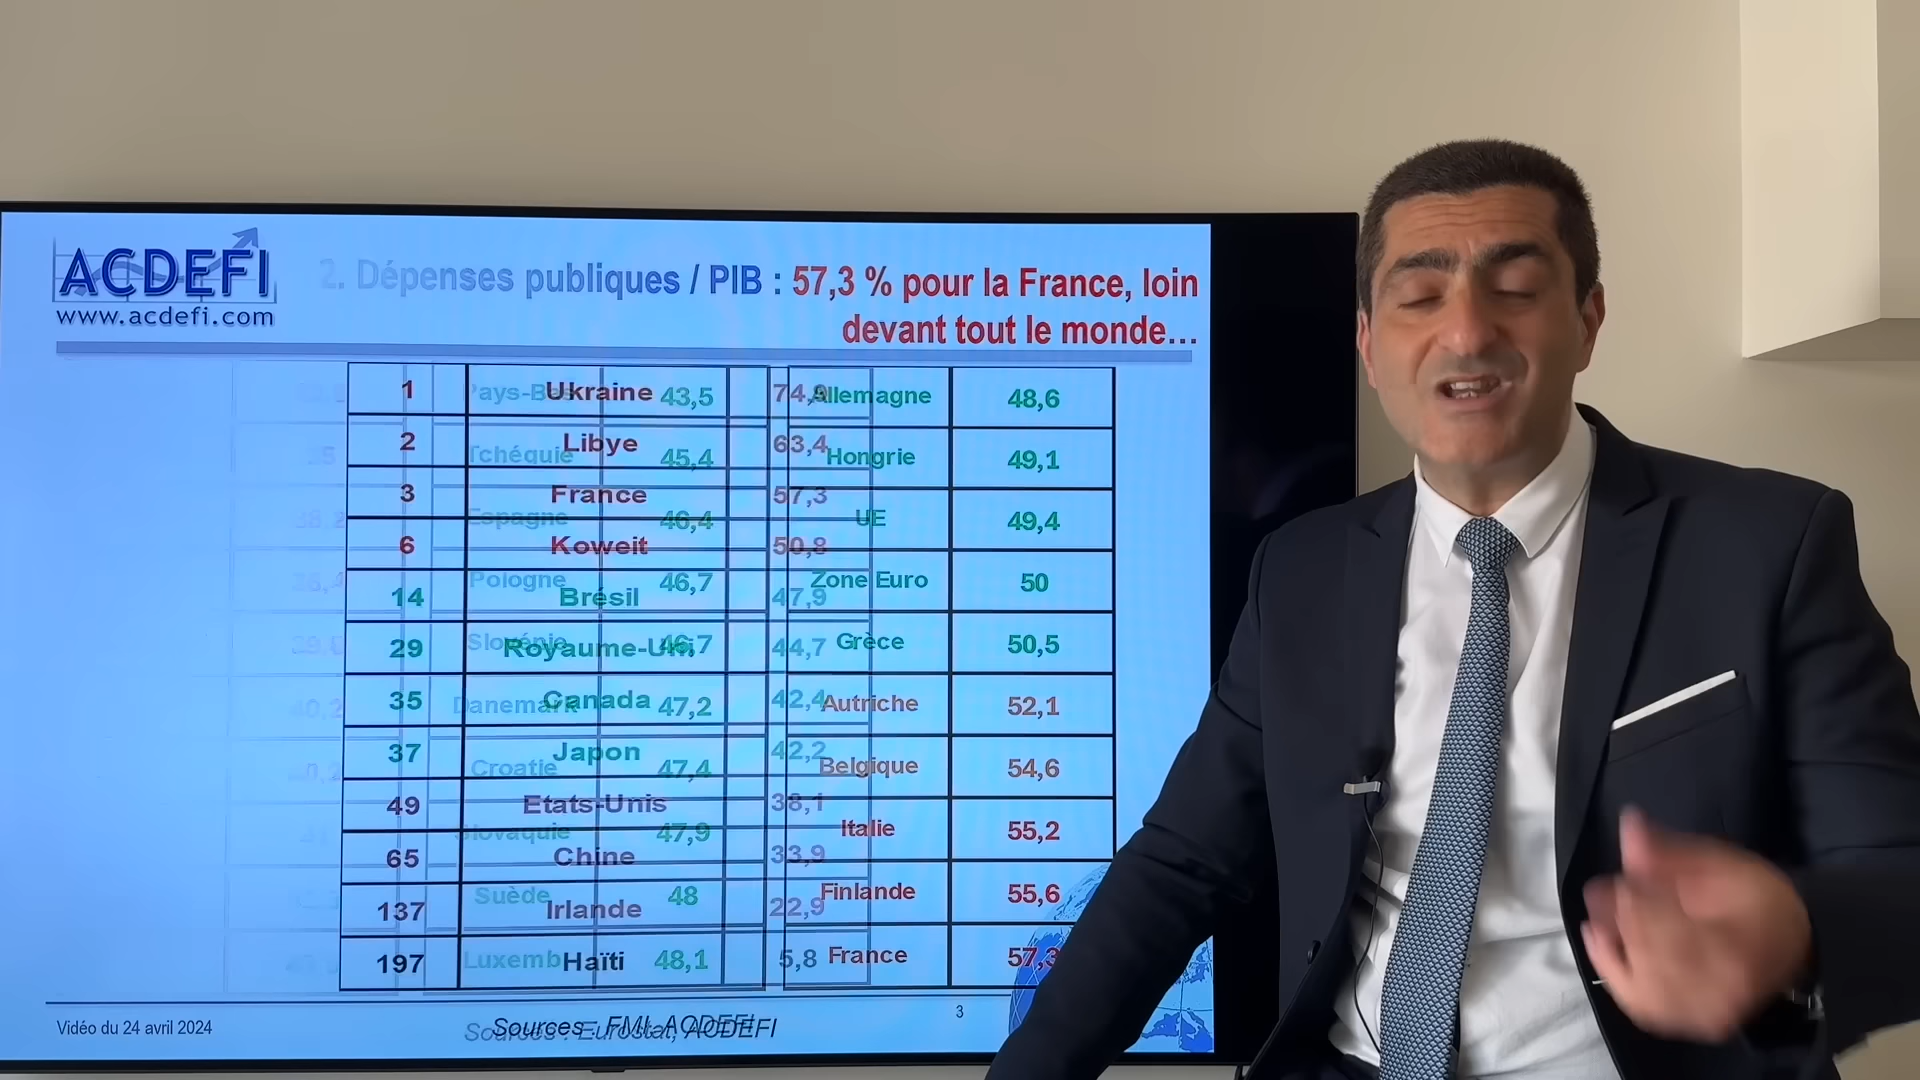 ACDEFI
www.acdefi.com
2. Dépenses publiques / PIB : 57,3 % pour la France, loin
devant tout le monde...
1 Ukraine 74,9
2 Libye 63,4
3 France 57,3
6 Koweit 50,8
14 Brésil 47,9
29 Royaume-Uni 44,7
35 Canada 42,4
37 Japon 42,2
49 Etats-Unis 38,1
65 Chine 33,9
137 Irlande 22,9
197 Haïti 5,8
Pays-Bas 43,5
Tchéquie 45,4
Espagne 46,4
Pologne 46,7
Slovénie 46,7
Danemark 47,2
Croatie 47,4
Slovaquie 47,9
Suède 48
Luxemb 48,1
Allemagne 48,6
Hongrie 49,1
UE 49,4
Zone Euro 50
Grèce 50,5
Autriche 52,1
Belgique 54,6
Italie 55,2
Finlande 55,6
France 57,3
Vidéo du 24 avril 2024
Sources : FMI, ACDEFI
Sources : Eurostat, ACDEFI
3